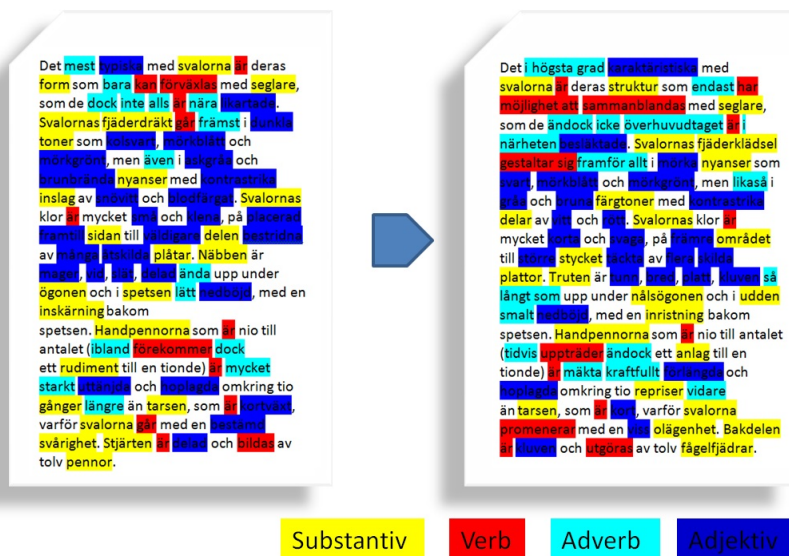 Det mest typiska med svalorna är deras
form som bara kan förväxlas med seglare,
som de dock inte alls är nära likartade.
Svalornas fjäderdräkt går främst i dunkla
toner som kolsvart, mörkblått och
mörkgrönt, men även i askgråa och
brunbrända nyanser med kontrastrika
inslag av snövitt och blodfärgat. Svalornas
klor är mycket små och klena, på placerad
framtill sidan till väldigare delen bestridna
av många åtskilda plåtar. Näbben är
mager, vid, slät, delad ända upp under
ögonen och i spetsen lätt nedböjd, med en
inskärning bakom
spetsen. Handpennorna som är nio till
antalet (ibland förekommer dock
ett rudiment till en tionde) är mycket
starkt uttänjda och hoplagda omkring tio
gånger längre än tarsen, som är kortväxt,
varför svalorna går med en bestämd
svårighet. Stjärten är delad och bildas av
tolv pennor.
Det i högsta grad karaktäristiska med
svalorna är deras struktur som endast har
möjlighet att sammanblandas med seglare,
som de ändock icke överhuvudtaget är i
närheten besläktade. Svalornas fjäderklädsel
gestaltar sig framför allt i mörka nyanser som
svart, mörkblått och mörkgrönt, men likaså i
gråa och bruna färgtoner med kontrastrika
delar av vitt och rött. Svalornas klor är
mycket korta och svaga, på främre området
till större stycket täckta av flera skilda
plattor. Truten är tunn, bred, platt, kluven så
långt som upp under nålsögonen och i udden
smalt nedböjd, med en inristning bakom
spetsen. Handpennorna som är nio till antalet
(tidvis uppträder ändock ett anlag till en
tionde) är mäkta kraftfullt förlängda och
hoplagda omkring tio repriser vidare
än tarsen, som är kort, varför svalorna
promenerar med en viss olägenhet. Bakdelen
är kluven och utgöras av tolv fågelfjädrar.
Substantiv Verb Adverb Adjektiv